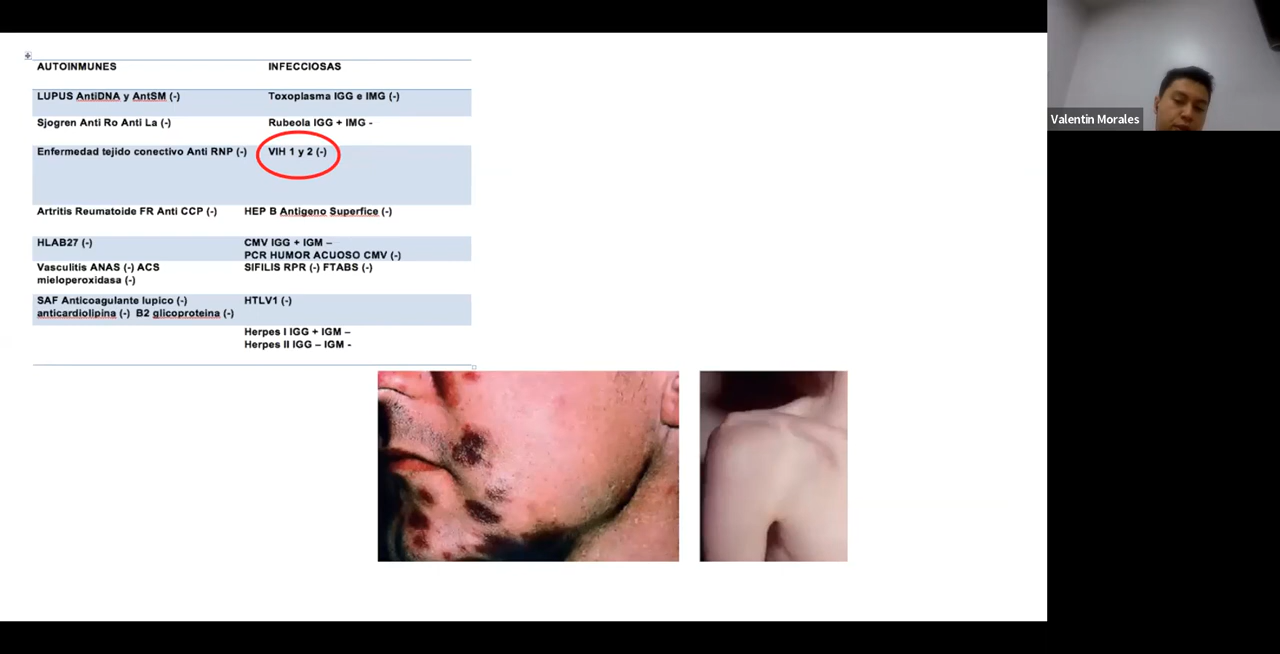 AUTOINMUNES INFECCIOSAS
LUPUS AntiDNA y AntSM (-) Toxoplasma IGG e IMG (-)
Sjogren Anti Ro Anti La (-) Rubeola IGG + IMG -
Enfermedad tejido conectivo Anti RNP (-) VIH 1 y 2 (-)
Artritis Reumatoide FR Anti CCP (-) HEP B Antigeno Superfice (-)
HLAB27 (-) CMV IGG + IGM –
PCR HUMOR ACUOSO CMV (-)
Vasculitis ANAS (-) ACS SIFILIS RPR (-) FTABS (-)
mieloperoxidasa (-)
SAF Anticoagulante lupico (-) HTLV1 (-)
anticardiolipina (-) B2 glicoproteina (-)
Herpes I IGG + IGM –
Herpes II IGG – IGM -
Valentin Morales